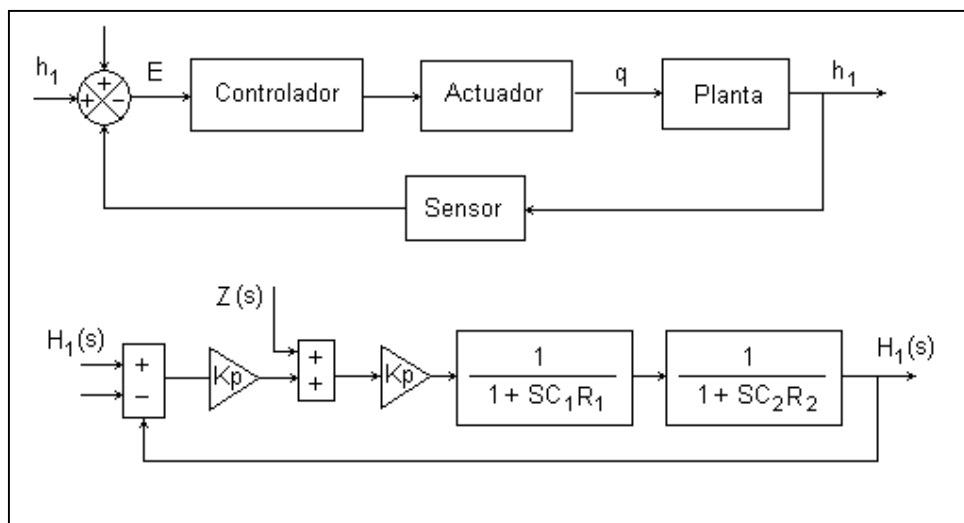 h₁
+
+
−
E
Controlador
Actuador
q
Planta
h₁
Sensor
Z(s)
H₁(s)
+
−
Kp
+
+
Kp
1
1 + SC₁R₁
1
1 + SC₂R₂
H₁(s)